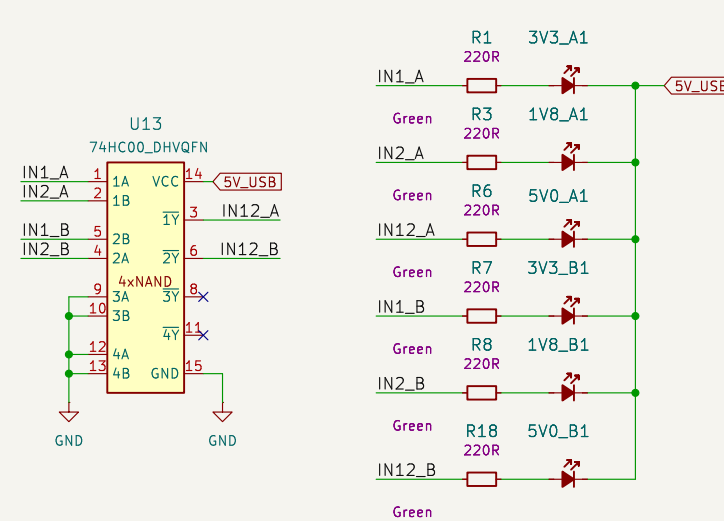 U13
74HC00_DHVQFN
IN1_A 1 1A VCC 14 5V_USB
IN2_A 2 1B
1Y 3 IN12_A
IN1_B 5 2B
IN2_B 4 2A 2Y 6 IN12_B
4xNAND
9 3A 3Y 8
10 3B
4Y 11
12 4A
13 4B GND 15
GND GND
R1 3V3_A1
220R
IN1_A 5V_USB
Green
R3 1V8_A1
220R
IN2_A
Green
R6 5V0_A1
220R
IN12_A
Green
R7 3V3_B1
220R
IN1_B
Green
R8 1V8_B1
220R
IN2_B
Green
R18 5V0_B1
220R
IN12_B
Green